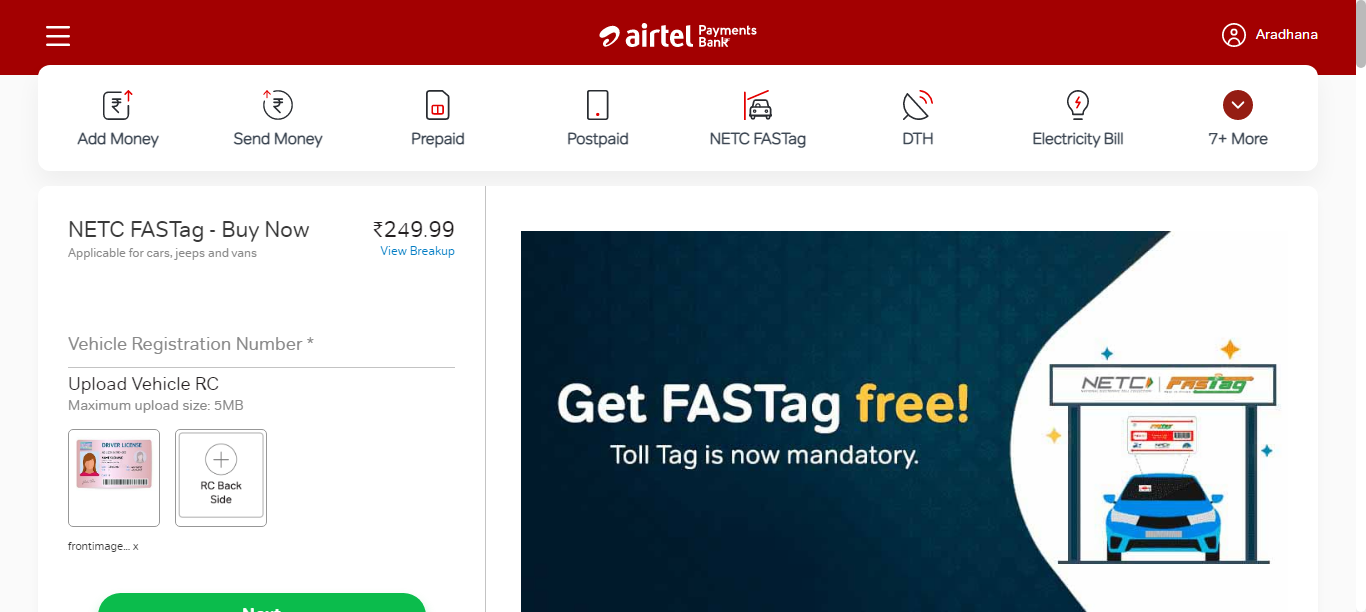 airtel Payments Bank
Aradhana
Add Money
Send Money
Prepaid
Postpaid
NETC FASTag
DTH
Electricity Bill
7+ More
NETC FASTag - Buy Now
₹249.99
Applicable for cars, jeeps and vans
View Breakup
Vehicle Registration Number *
Upload Vehicle RC
Maximum upload size: 5MB
DRIVER LICENSE
RC Back
Side
frontimage... x
Next
Get FASTag free!
Toll Tag is now mandatory.
NETC FASTag